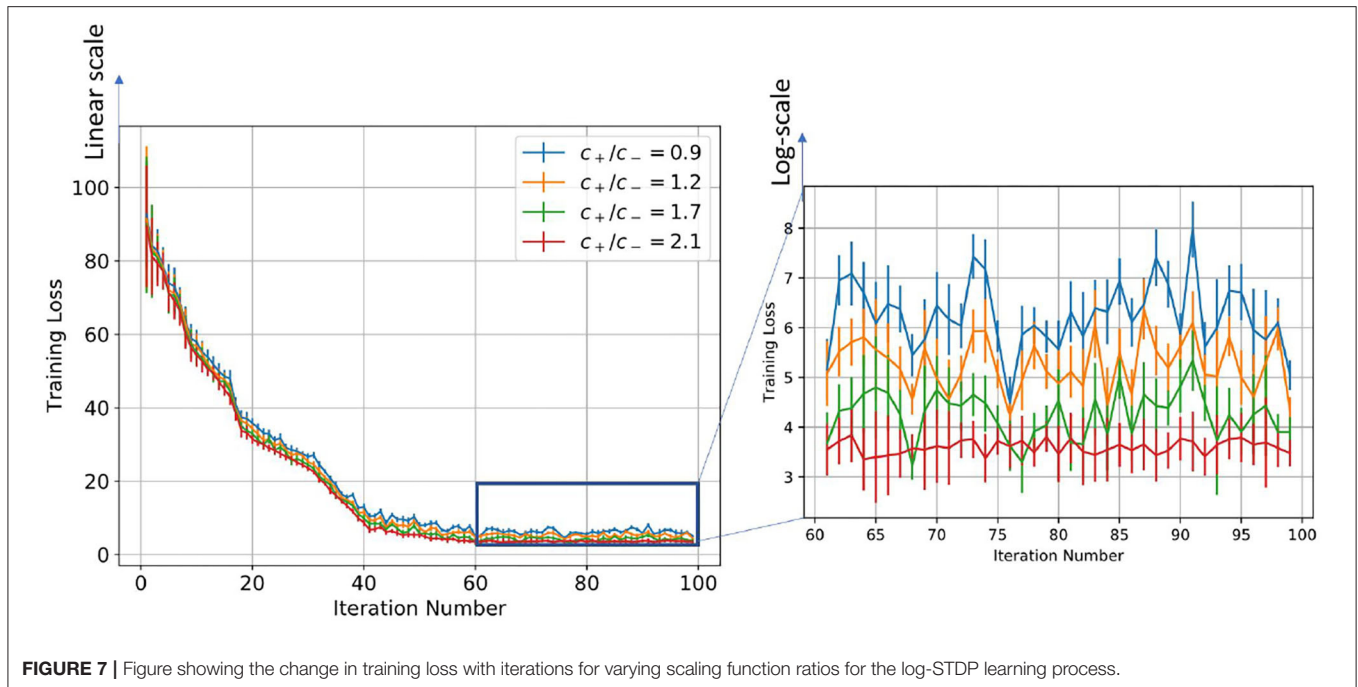 Linear scale
100
80
60
40
20
0
Training Loss
0 20 40 60 80 100
Iteration Number
c₊/c₋ = 0.9
c₊/c₋ = 1.2
c₊/c₋ = 1.7
c₊/c₋ = 2.1
Log-scale
8
7
6
5
4
3
Training Loss
60 65 70 75 80 85 90 95 100
Iteration Number
FIGURE 7 | Figure showing the change in training loss with iterations for varying scaling function ratios for the log-STDP learning process.